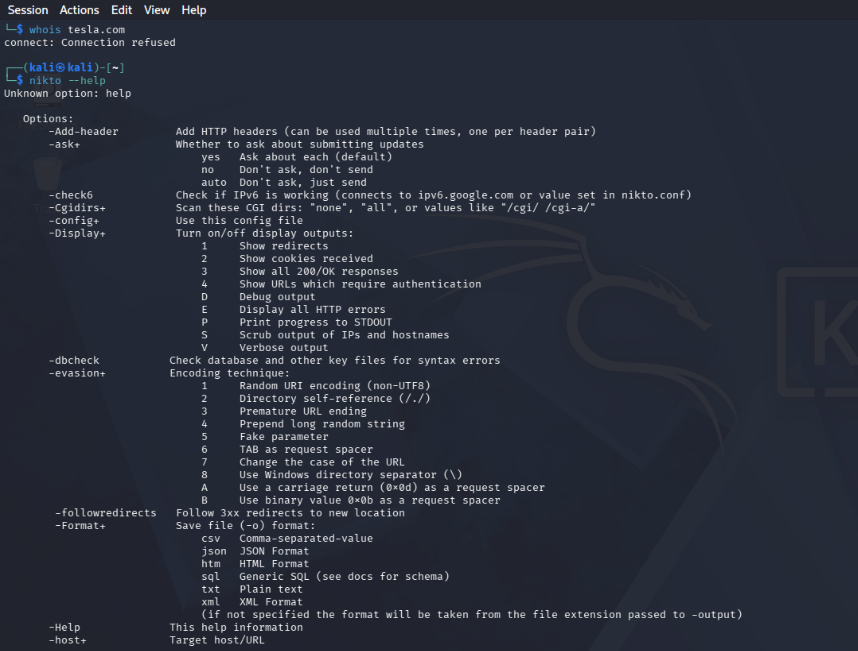 Session Actions Edit View Help
└─$ whois tesla.com
connect: Connection refused
┌──(kali㉿kali)-[~]
└─$ nikto --help
Unknown option: help
Options:
-Add-header Add HTTP headers (can be used multiple times, one per header pair)
-ask+ Whether to ask about submitting updates
yes Ask about each (default)
no Don't ask, don't send
auto Don't ask, just send
-check6 Check if IPv6 is working (connects to ipv6.google.com or value set in nikto.conf)
-Cgidirs+ Scan these CGI dirs: "none", "all", or values like "/cgi/ /cgi-a/"
-config+ Use this config file
-Display+ Turn on/off display outputs:
1 Show redirects
2 Show cookies received
3 Show all 200/OK responses
4 Show URLs which require authentication
D Debug output
E Display all HTTP errors
P Print progress to STDOUT
S Scrub output of IPs and hostnames
V Verbose output
-dbcheck Check database and other key files for syntax errors
-evasion+ Encoding technique:
1 Random URI encoding (non-UTF8)
2 Directory self-reference (/./)
3 Premature URL ending
4 Prepend long random string
5 Fake parameter
6 TAB as request spacer
7 Change the case of the URL
8 Use Windows directory separator (\)
A Use a carriage return (0×0d) as a request spacer
B Use binary value 0×0b as a request spacer
-followredirects Follow 3xx redirects to new location
-Format+ Save file (-o) format:
csv Comma-separated-value
json JSON Format
htm HTML Format
sql Generic SQL (see docs for schema)
txt Plain text
xml XML Format
(if not specified the format will be taken from the file extension passed to -output)
-Help This help information
-host+ Target host/URL